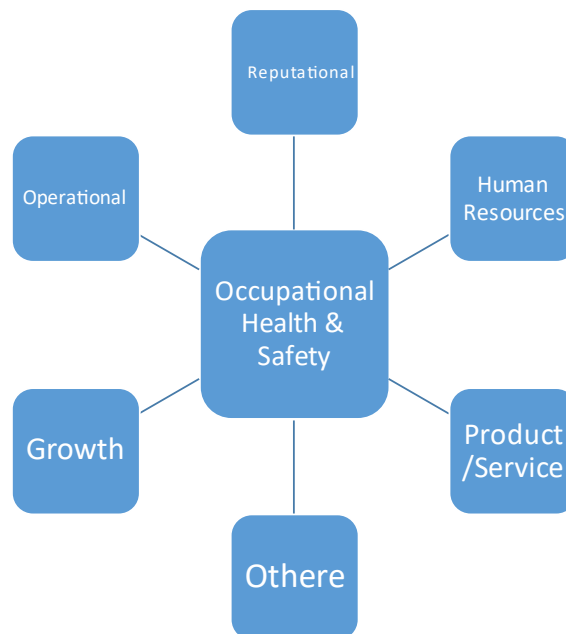 Reputational
Operational
Human
Resources
Occupational
Health &
Safety
Growth
Product
/Service
Othere